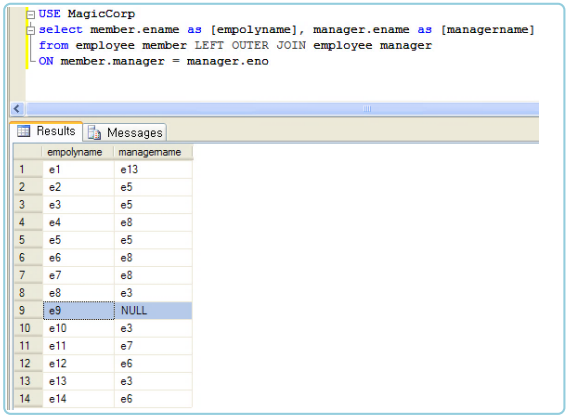 USE MagicCorp
select member.ename as [empolyname], manager.ename as [managername]
from employee member LEFT OUTER JOIN employee manager
ON member.manager = manager.eno
Results Messages
empolyname managername
1 e1 e13
2 e2 e5
3 e3 e5
4 e4 e8
5 e5 e5
6 e6 e8
7 e7 e8
8 e8 e3
9 e9 NULL
10 e10 e3
11 e11 e7
12 e12 e6
13 e13 e3
14 e14 e6